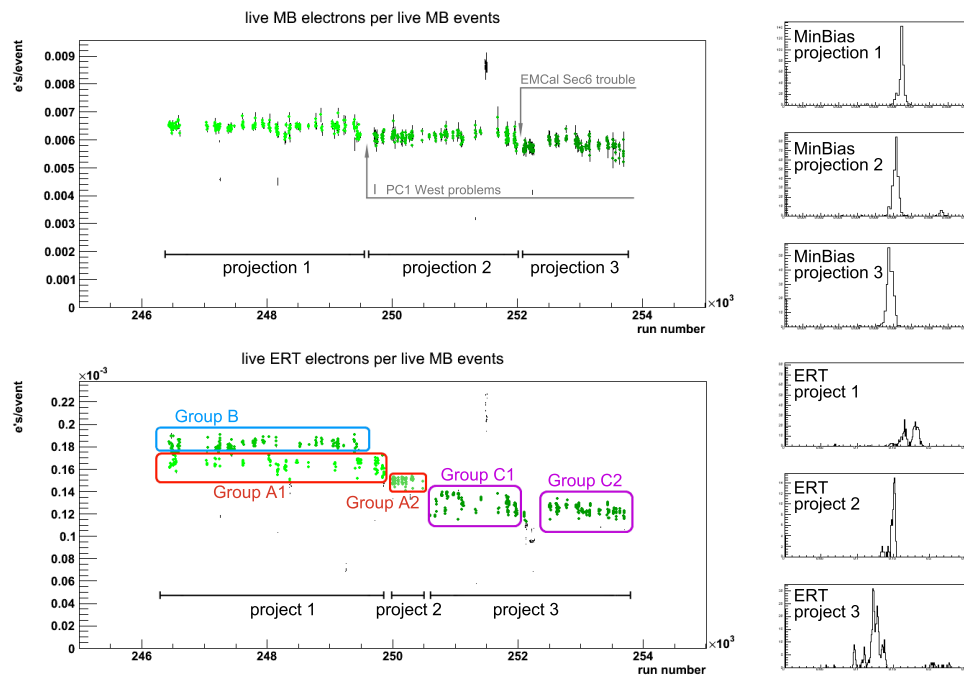 live MB electrons per live MB events
e's/event
0.009
0.008
0.007
0.006
0.005
0.004
0.003
0.002
0.001
0
EMCal Sec6 trouble
PC1 West problems
projection 1
projection 2
projection 3
246
248
250
252
254
×10³
run number
live ERT electrons per live MB events
×10⁻³
e's/event
0.22
0.2
0.18
0.16
0.14
0.12
0.1
0.08
0.06
0.04
0.02
0
Group B
Group A1
Group A2
Group C1
Group C2
project 1
project 2
project 3
246
248
250
252
254
×10³
run number
MinBias
projection 1
MinBias
projection 2
MinBias
projection 3
ERT
project 1
ERT
project 2
ERT
project 3